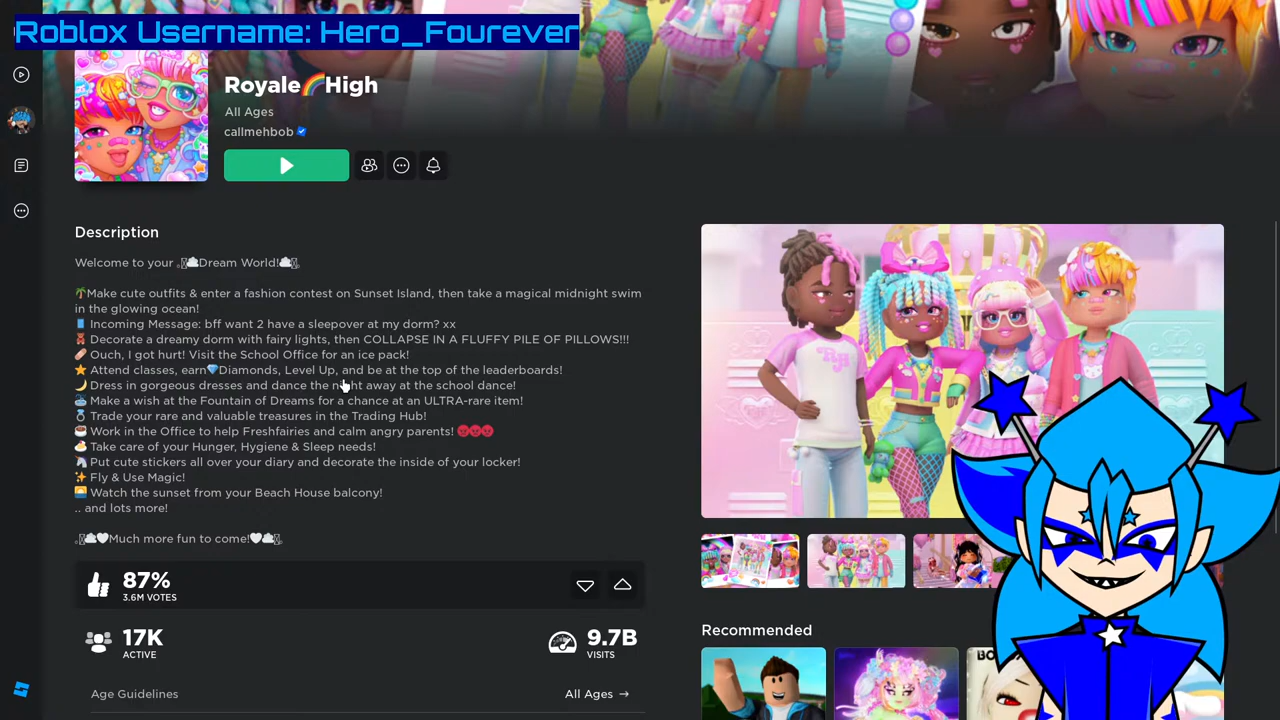 Roblox Username: Hero_Fourever
Royale🌈High
All Ages
callmehbob
Description
Welcome to your 。☁Dream World!☁。
🌴Make cute outfits & enter a fashion contest on Sunset Island, then take a magical midnight swim
in the glowing ocean!
📱 Incoming Message: bff want 2 have a sleepover at my dorm? xx
🧸 Decorate a dreamy dorm with fairy lights, then COLLAPSE IN A FLUFFY PILE OF PILLOWS!!!
🩹 Ouch, I got hurt! Visit the School Office for an ice pack!
⭐ Attend classes, earn💎Diamonds, Level Up, and be at the top of the leaderboards!
🌙 Dress in gorgeous dresses and dance the night away at the school dance!
⛲ Make a wish at the Fountain of Dreams for a chance at an ULTRA-rare item!
💍 Trade your rare and valuable treasures in the Trading Hub!
☕ Work in the Office to help Freshfairies and calm angry parents! 😡😡😡
🍮 Take care of your Hunger, Hygiene & Sleep needs!
🦄 Put cute stickers all over your diary and decorate the inside of your locker!
✨ Fly & Use Magic!
🌅 Watch the sunset from your Beach House balcony!
.. and lots more!
。☁🤍Much more fun to come!🤍☁。
87%
3.6M VOTES
17K
ACTIVE
9.7B
VISITS
Age Guidelines
All Ages →
RH
Recommended